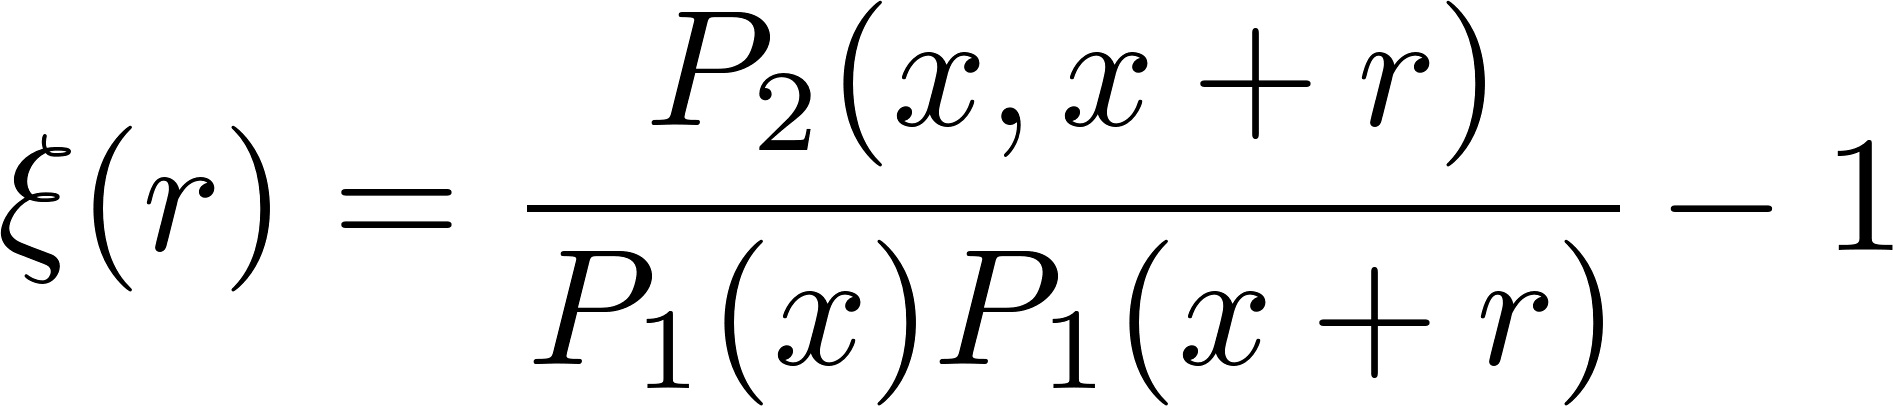 ξ(r) = P₂(x, x + r) / P₁(x)P₁(x + r) − 1